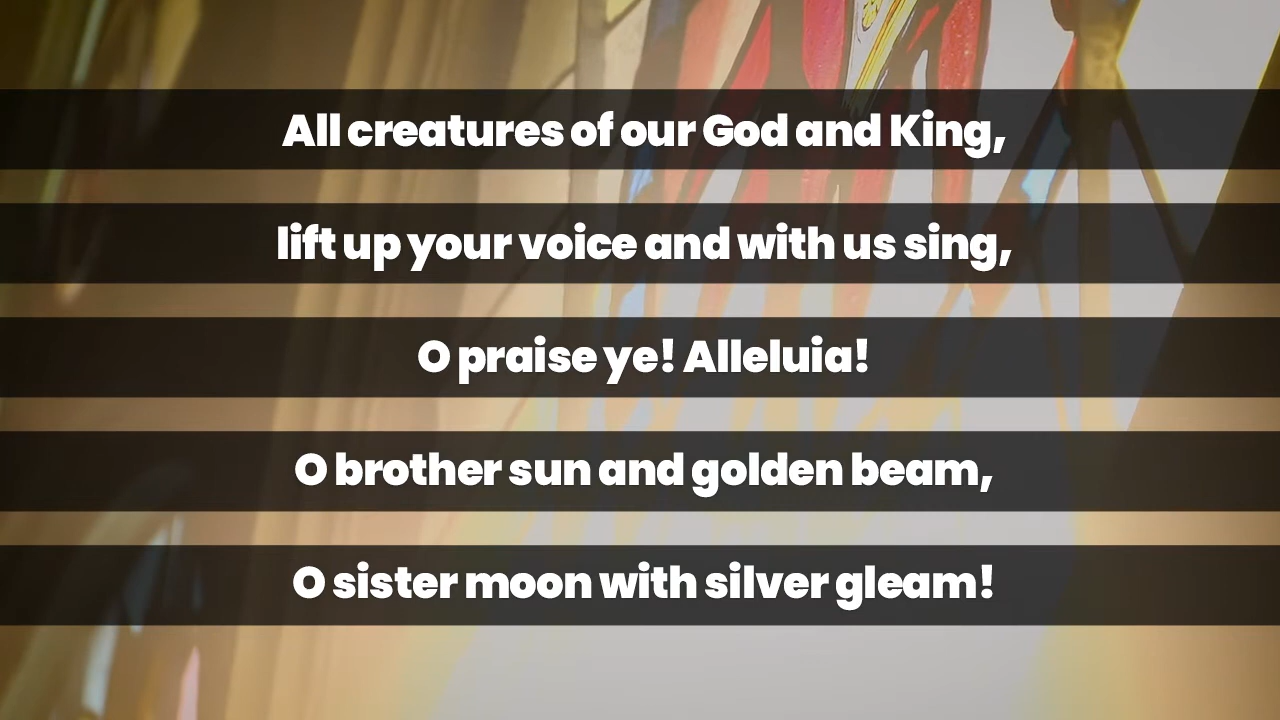 All creatures of our God and King,
lift up your voice and with us sing,
O praise ye! Alleluia!
O brother sun and golden beam,
O sister moon with silver gleam!